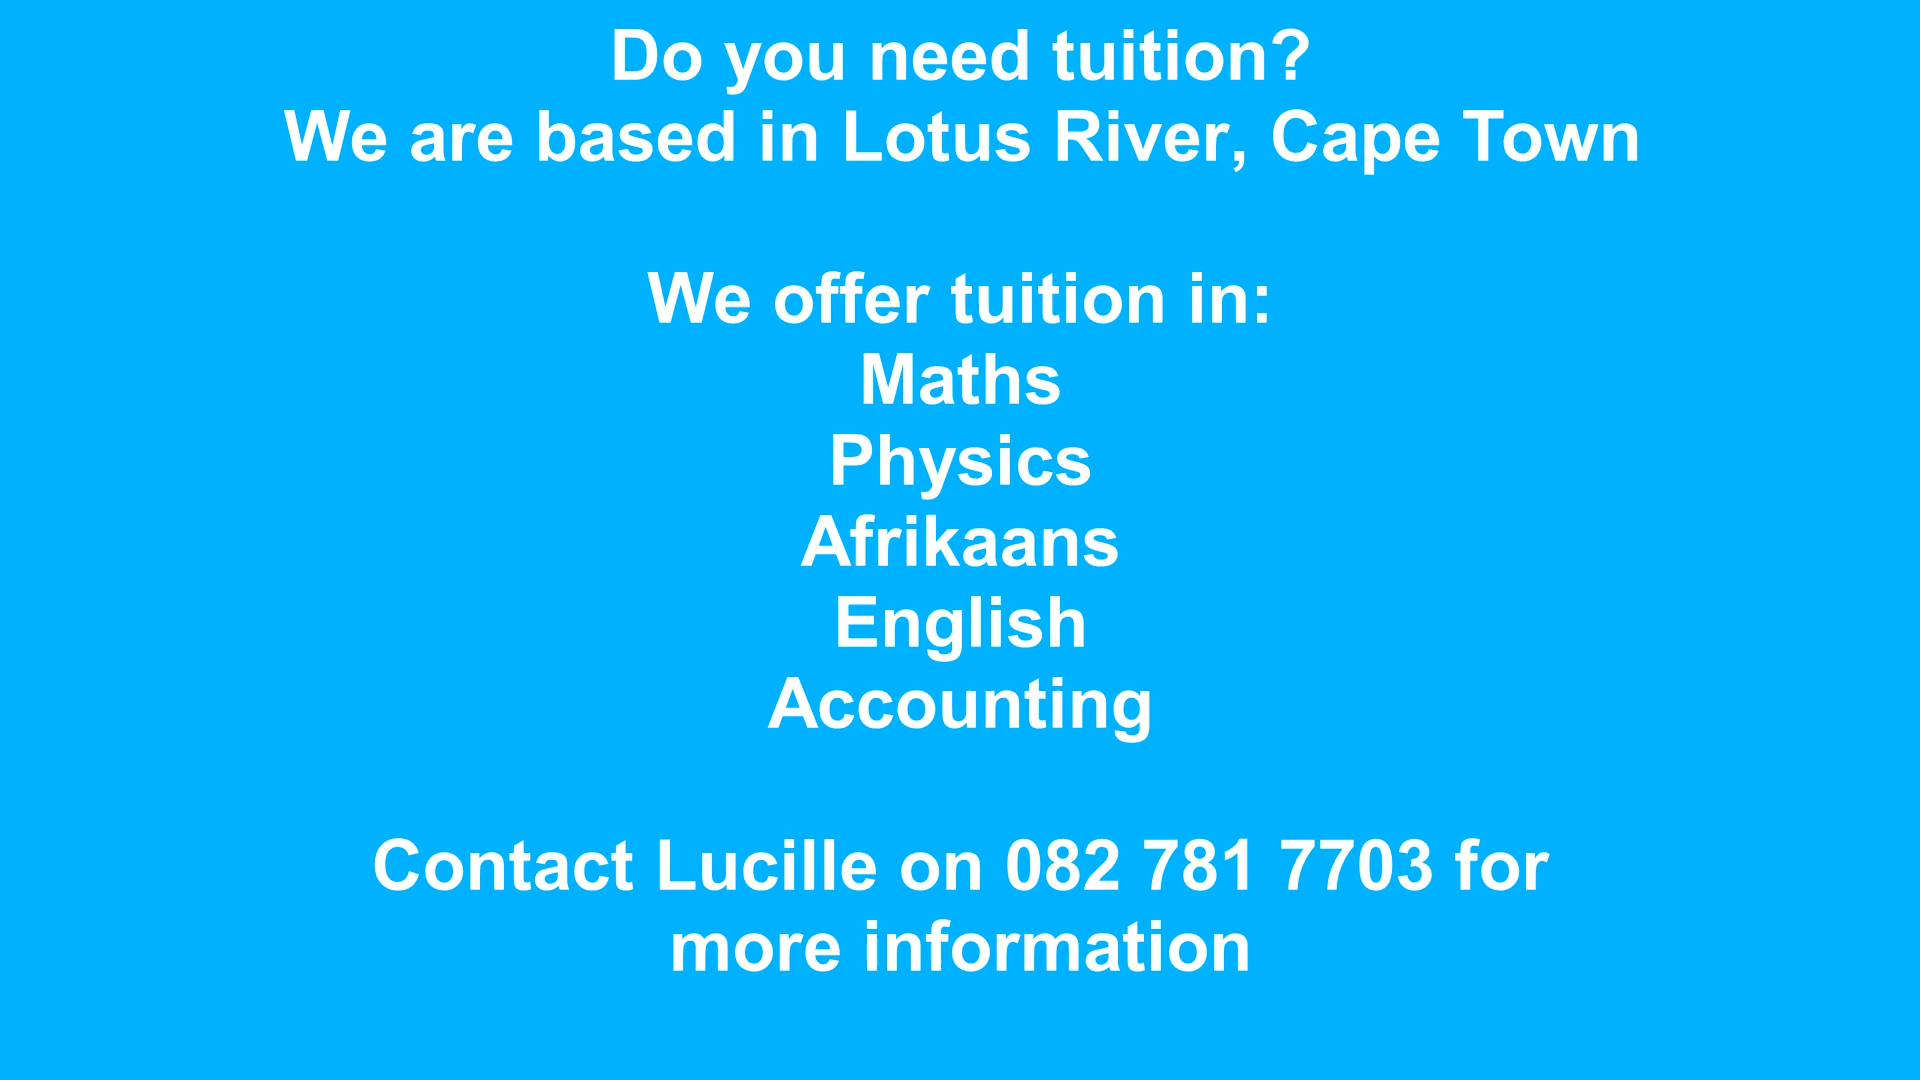 Do you need tuition?
We are based in Lotus River, Cape Town
We offer tuition in:
Maths
Physics
Afrikaans
English
Accounting
Contact Lucille on 082 781 7703 for
more information